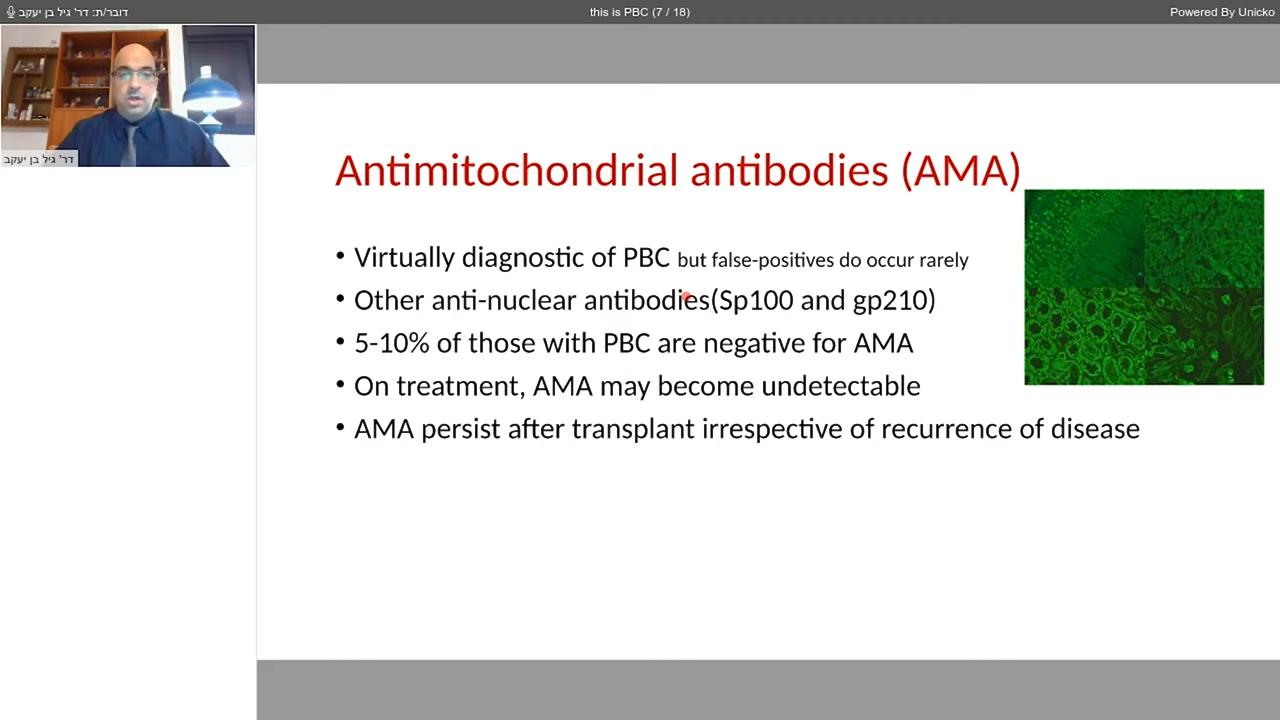 דובר/ת: דר' גיל בן יעקב
this is PBC (7 / 18)
Powered By Unicko
דר' גיל בן יעקב
Antimitochondrial antibodies (AMA)
• Virtually diagnostic of PBC but false-positives do occur rarely
• Other anti-nuclear antibodies(Sp100 and gp210)
• 5-10% of those with PBC are negative for AMA
• On treatment, AMA may become undetectable
• AMA persist after transplant irrespective of recurrence of disease